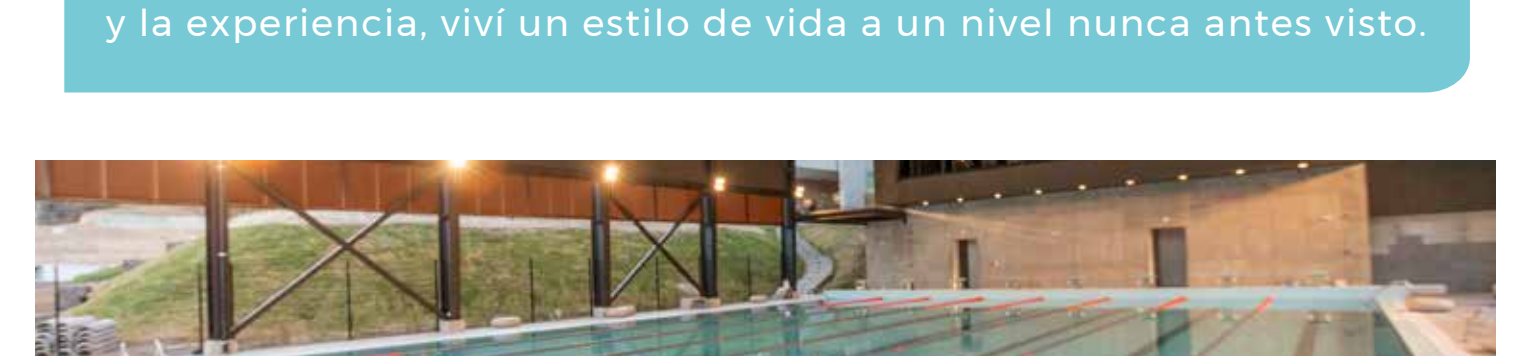 y la experiencia, viví un estilo de vida a un nivel nunca antes visto.